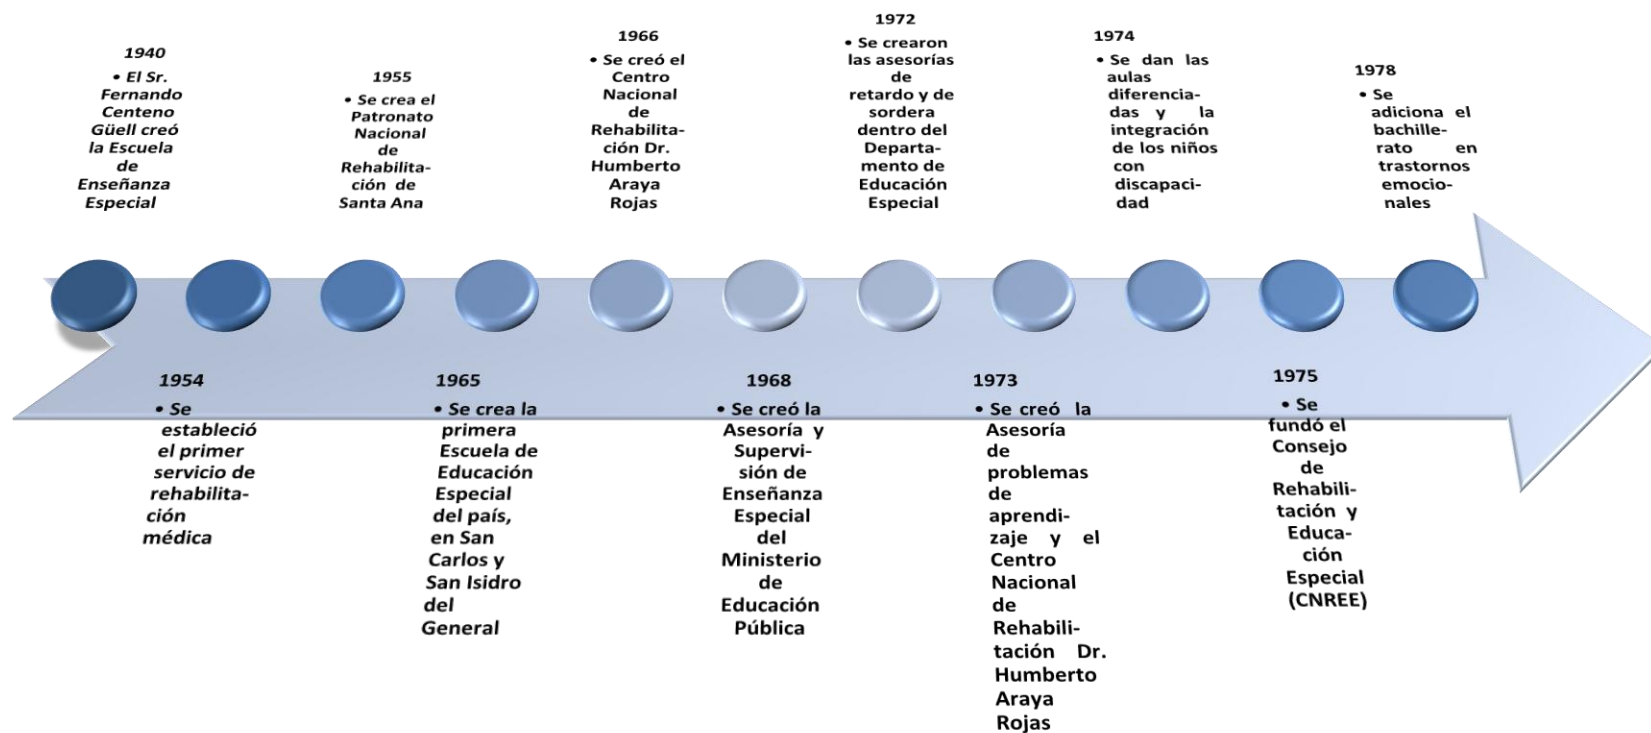 1940
• El Sr.
Fernando
Centeno
Güell creó
la Escuela
de
Enseñanza
Especial
1954
• Se
estableció
el primer
servicio de
rehabilita-
ción
médica
1955
• Se crea el
Patronato
Nacional
de
Rehabilita-
ción de
Santa Ana
1965
• Se crea la
primera
Escuela de
Educación
Especial
del país,
en San
Carlos y
San Isidro
del
General
1966
• Se creó el
Centro
Nacional
de
Rehabilita-
ción Dr.
Humberto
Araya
Rojas
1968
• Se creó la
Asesoría y
Supervi-
sión de
Enseñanza
Especial
del
Ministerio
de
Educación
Pública
1972
• Se crearon
las asesorías
de
retardo y de
sordera
dentro del
Departa-
mento de
Educación
Especial
1973
• Se creó la
Asesoría
de
problemas
de
aprendi-
zaje y el
Centro
Nacional
de
Rehabili-
tación Dr.
Humberto
Araya
Rojas
1974
• Se dan las
aulas
diferencia-
das y la
integración
de los niños
con
discapaci-
dad
1975
• Se
fundó el
Consejo
de
Rehabili-
tación y
Educa-
ción
Especial
(CNREE)
1978
• Se
adiciona el
bachille-
rato en
trastornos
emocio-
nales